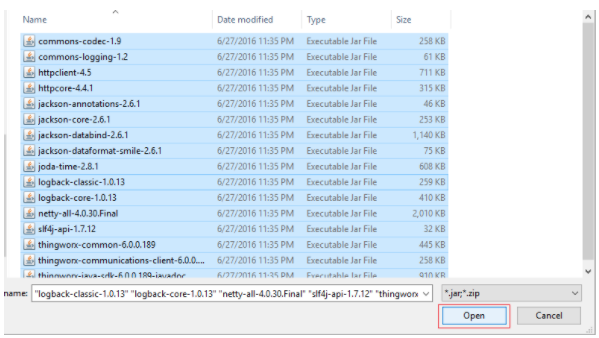 Name Date modified Type Size
commons-codec-1.9 6/27/2016 11:35 PM Executable Jar File 258 KB
commons-logging-1.2 6/27/2016 11:35 PM Executable Jar File 61 KB
httpclient-4.5 6/27/2016 11:35 PM Executable Jar File 711 KB
httpcore-4.4.1 6/27/2016 11:35 PM Executable Jar File 315 KB
jackson-annotations-2.6.1 6/27/2016 11:35 PM Executable Jar File 46 KB
jackson-core-2.6.1 6/27/2016 11:35 PM Executable Jar File 253 KB
jackson-databind-2.6.1 6/27/2016 11:35 PM Executable Jar File 1,140 KB
jackson-dataformat-smile-2.6.1 6/27/2016 11:35 PM Executable Jar File 75 KB
joda-time-2.8.1 6/27/2016 11:35 PM Executable Jar File 608 KB
logback-classic-1.0.13 6/27/2016 11:35 PM Executable Jar File 259 KB
logback-core-1.0.13 6/27/2016 11:35 PM Executable Jar File 410 KB
netty-all-4.0.30.Final 6/27/2016 11:35 PM Executable Jar File 2,010 KB
slf4j-api-1.7.12 6/27/2016 11:35 PM Executable Jar File 32 KB
thingworx-common-6.0.0.189 6/27/2016 11:35 PM Executable Jar File 445 KB
thingworx-communications-client-6.0.0.... 6/27/2016 11:35 PM Executable Jar File 258 KB
thingworx-java-sdk-6.0.0.189-javadoc 6/27/2016 11:35 PM Executable Jar File 910 KB
name: "logback-classic-1.0.13" "logback-core-1.0.13" "netty-all-4.0.30.Final" "slf4j-api-1.7.12" "thingworx *.jar;*.zip
Open Cancel